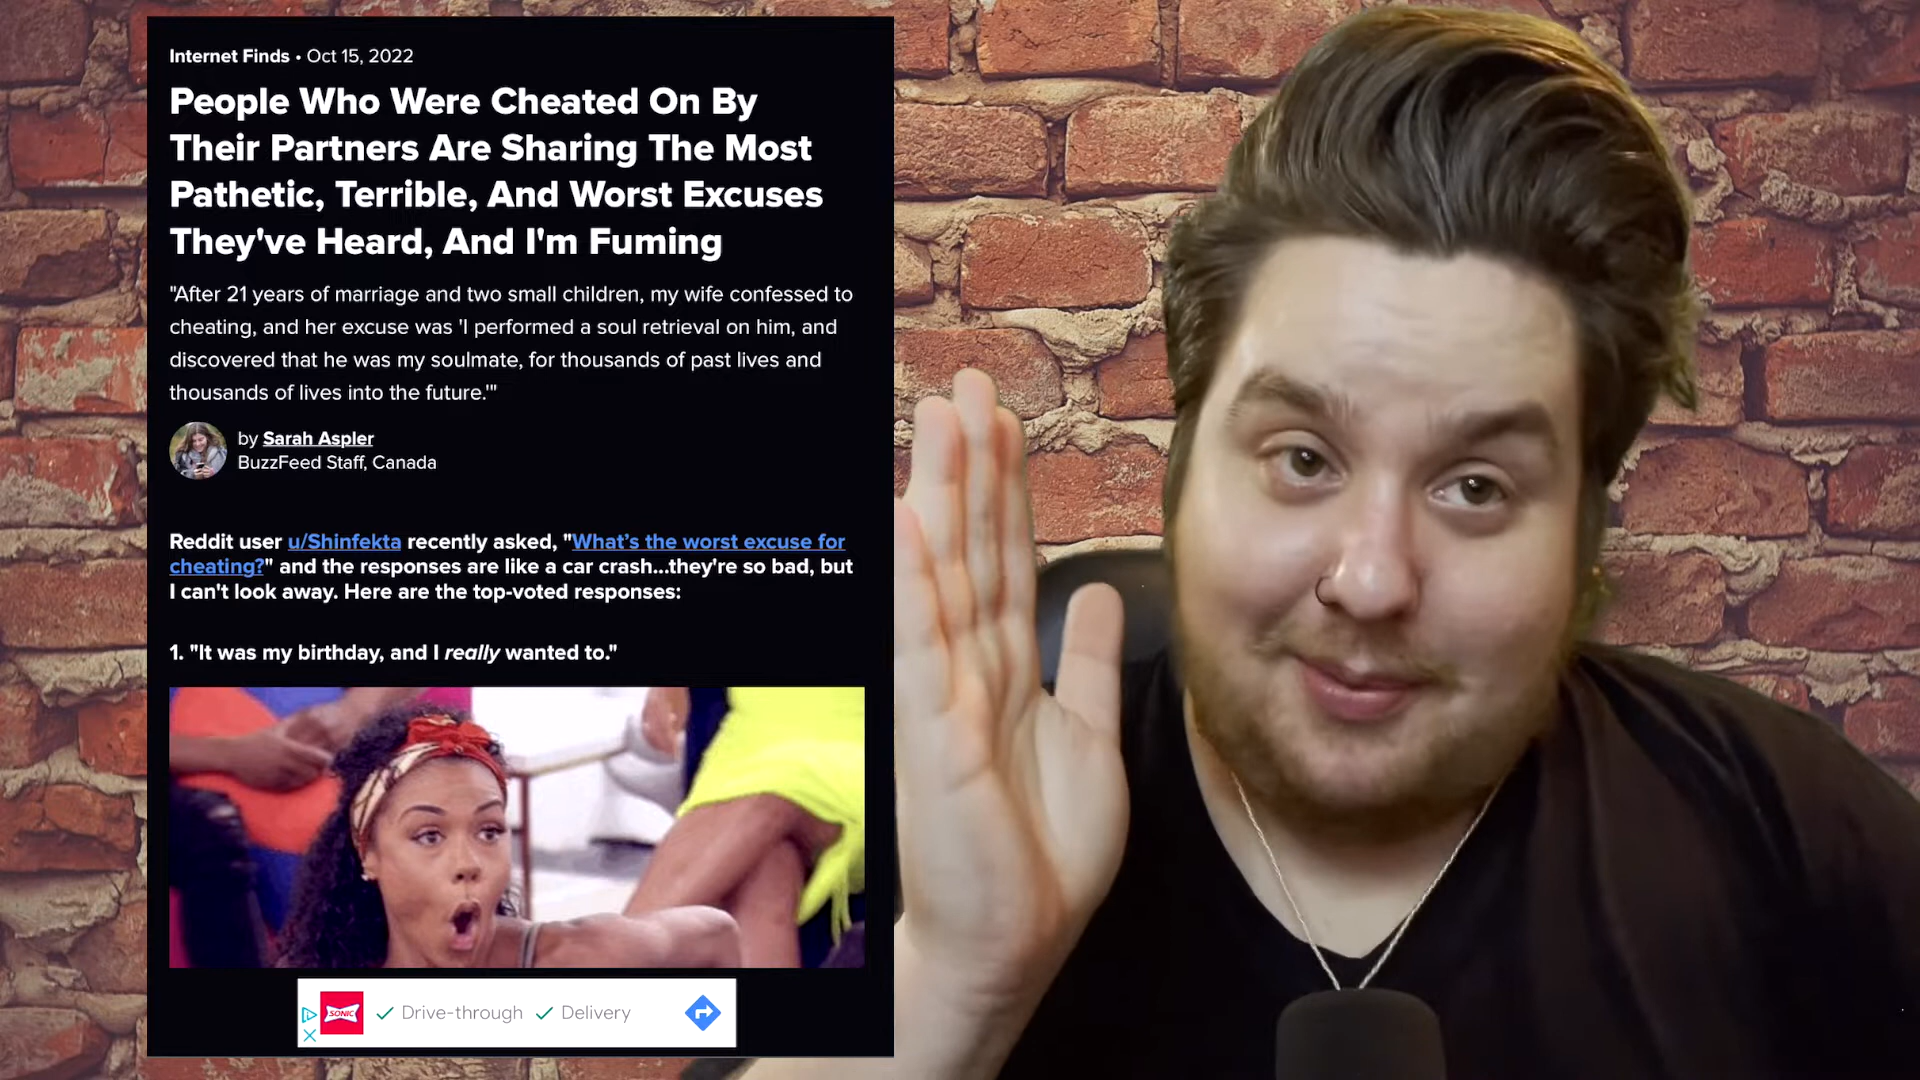 Internet Finds • Oct 15, 2022
People Who Were Cheated On By
Their Partners Are Sharing The Most
Pathetic, Terrible, And Worst Excuses
They've Heard, And I'm Fuming
"After 21 years of marriage and two small children, my wife confessed to
cheating, and her excuse was 'I performed a soul retrieval on him, and
discovered that he was my soulmate, for thousands of past lives and
thousands of lives into the future.'"
by Sarah Aspler
BuzzFeed Staff, Canada
Reddit user u/Shinfekta recently asked, "What’s the worst excuse for
cheating?" and the responses are like a car crash...they're so bad, but
I can't look away. Here are the top-voted responses:
1. "It was my birthday, and I really wanted to."
SONIC Drive-through Delivery